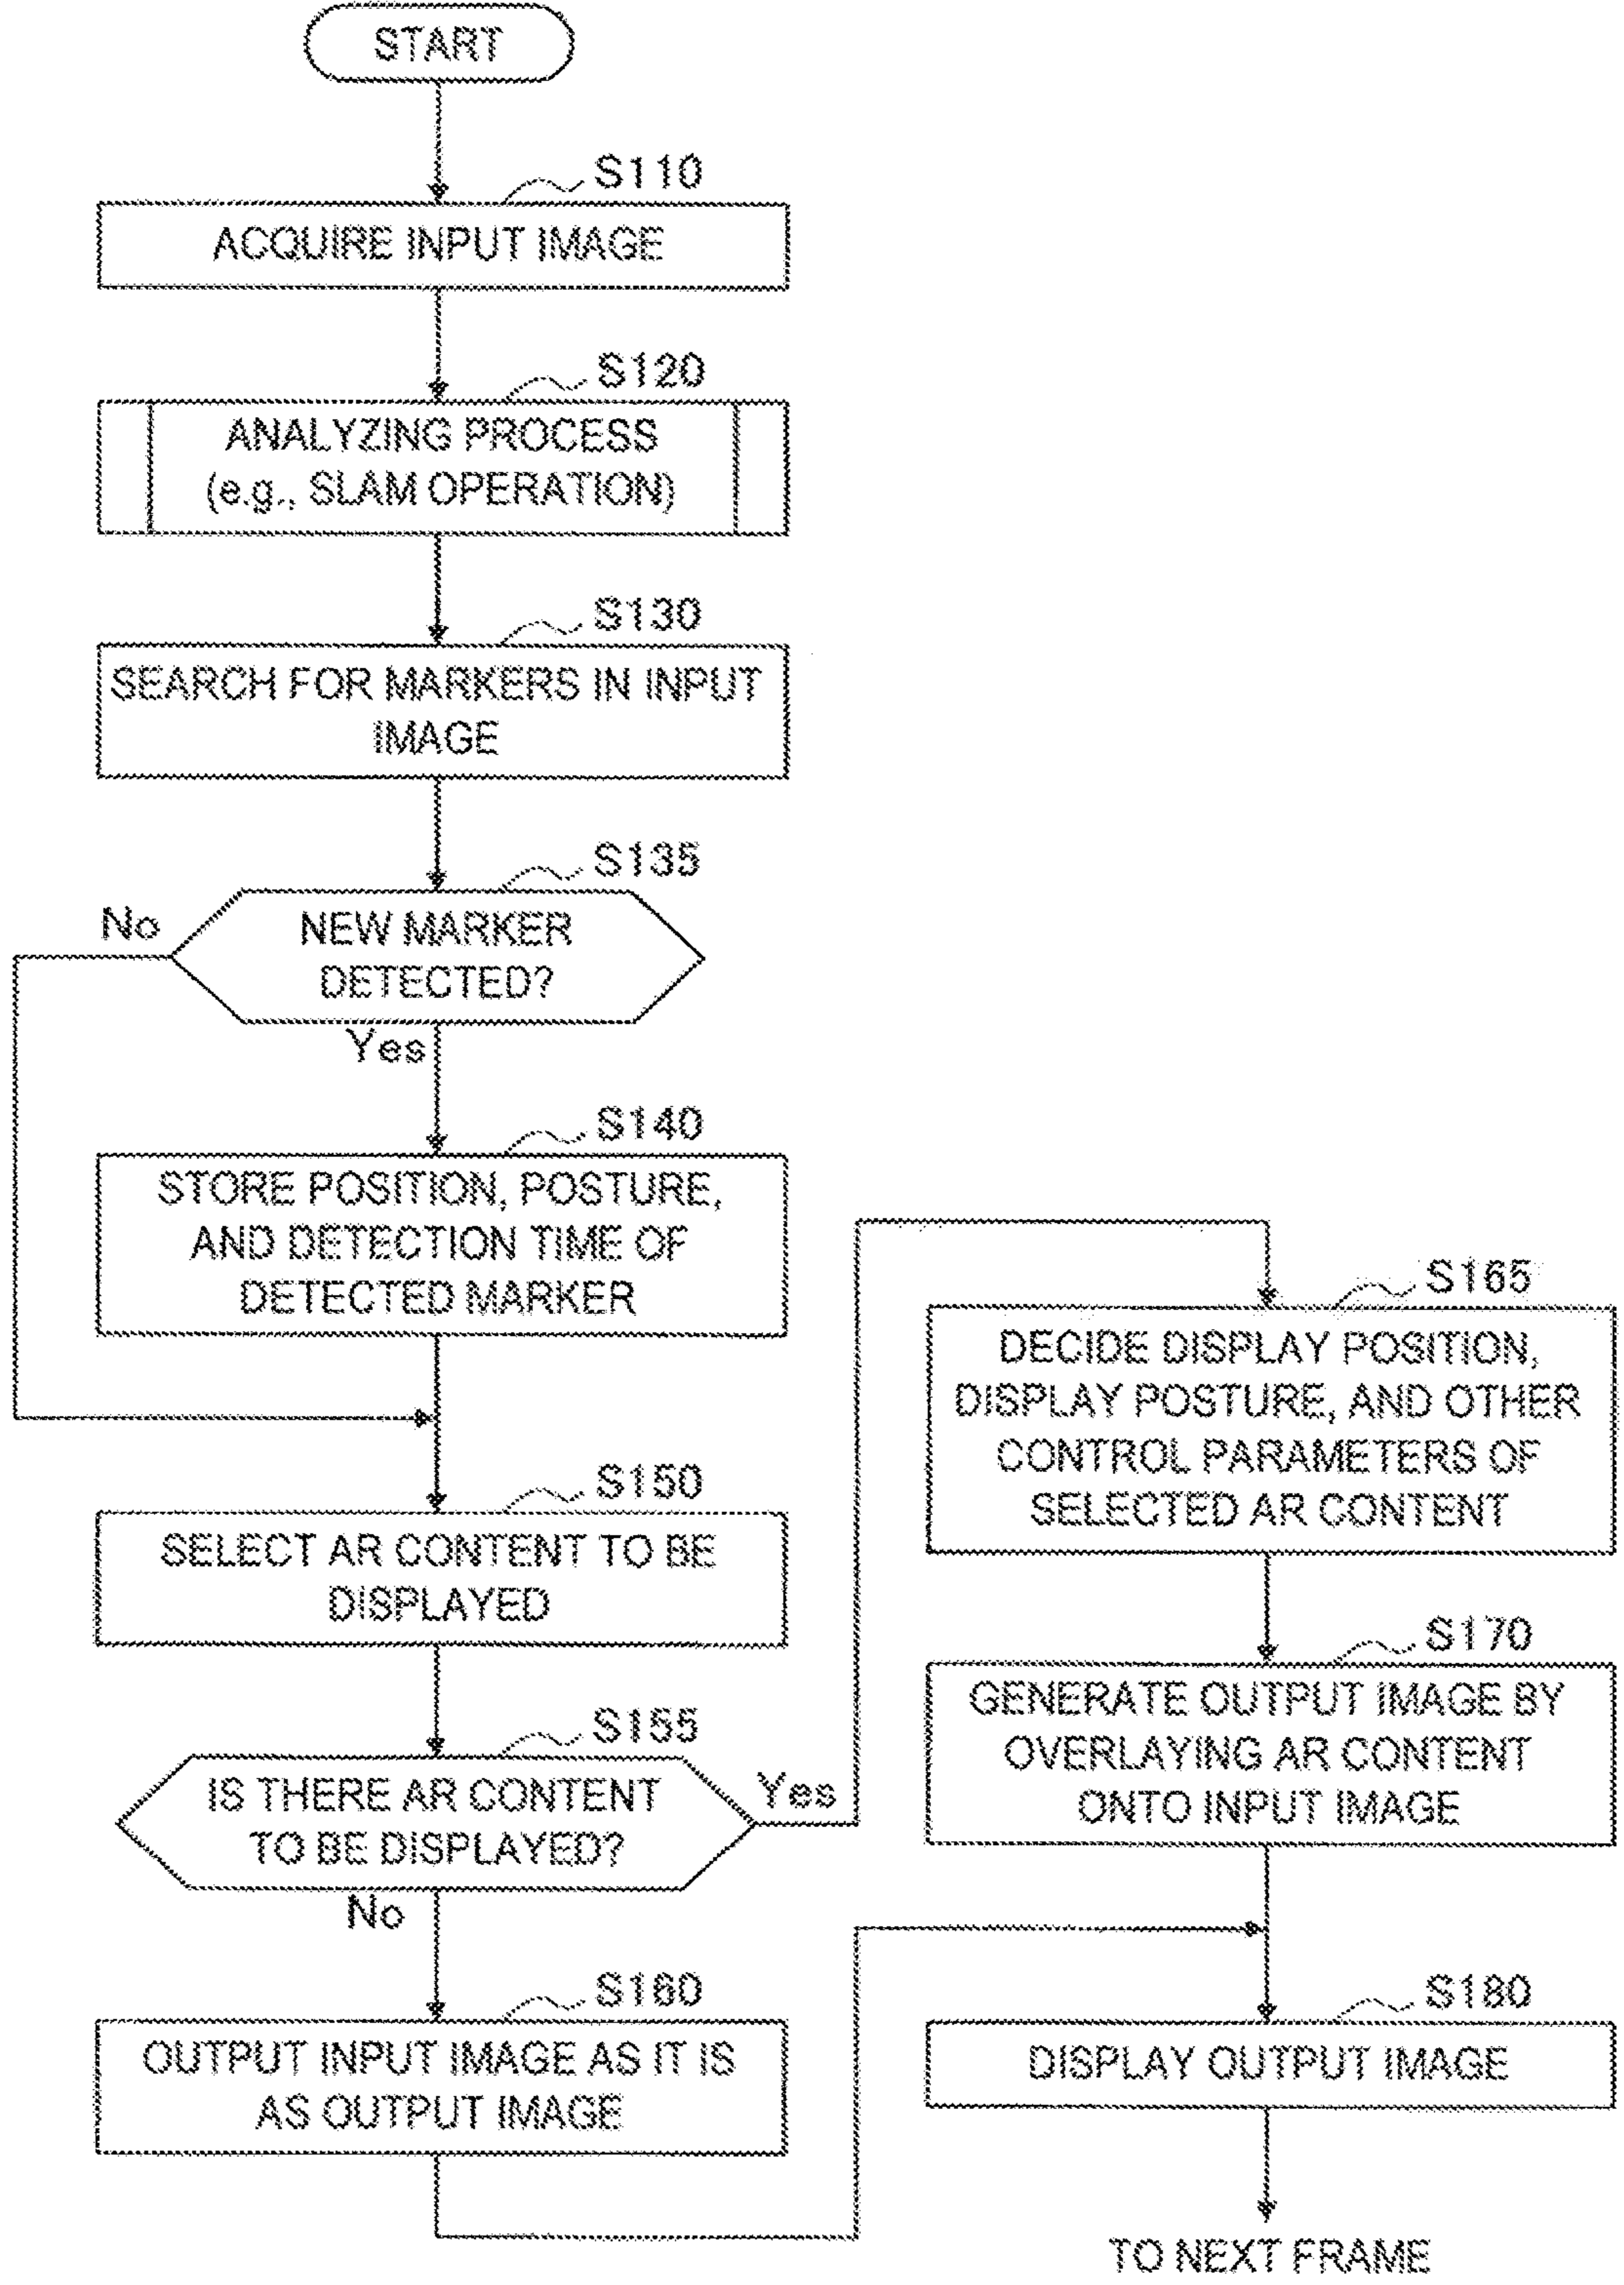 START
S110
ACQUIRE INPUT IMAGE
S120
ANALYZING PROCESS
(e.g., SLAM OPERATION)
S130
SEARCH FOR MARKERS IN INPUT
IMAGE
S135
NEW MARKER
DETECTED?
No
Yes
S140
STORE POSITION, POSTURE,
AND DETECTION TIME OF
DETECTED MARKER
S150
SELECT AR CONTENT TO BE
DISPLAYED
S155
IS THERE AR CONTENT
TO BE DISPLAYED?
Yes
No
S160
OUTPUT INPUT IMAGE AS IT IS
AS OUTPUT IMAGE
S165
DECIDE DISPLAY POSITION,
DISPLAY POSTURE, AND OTHER
CONTROL PARAMETERS OF
SELECTED AR CONTENT
S170
GENERATE OUTPUT IMAGE BY
OVERLAYING AR CONTENT
ONTO INPUT IMAGE
S180
DISPLAY OUTPUT IMAGE
TO NEXT FRAME